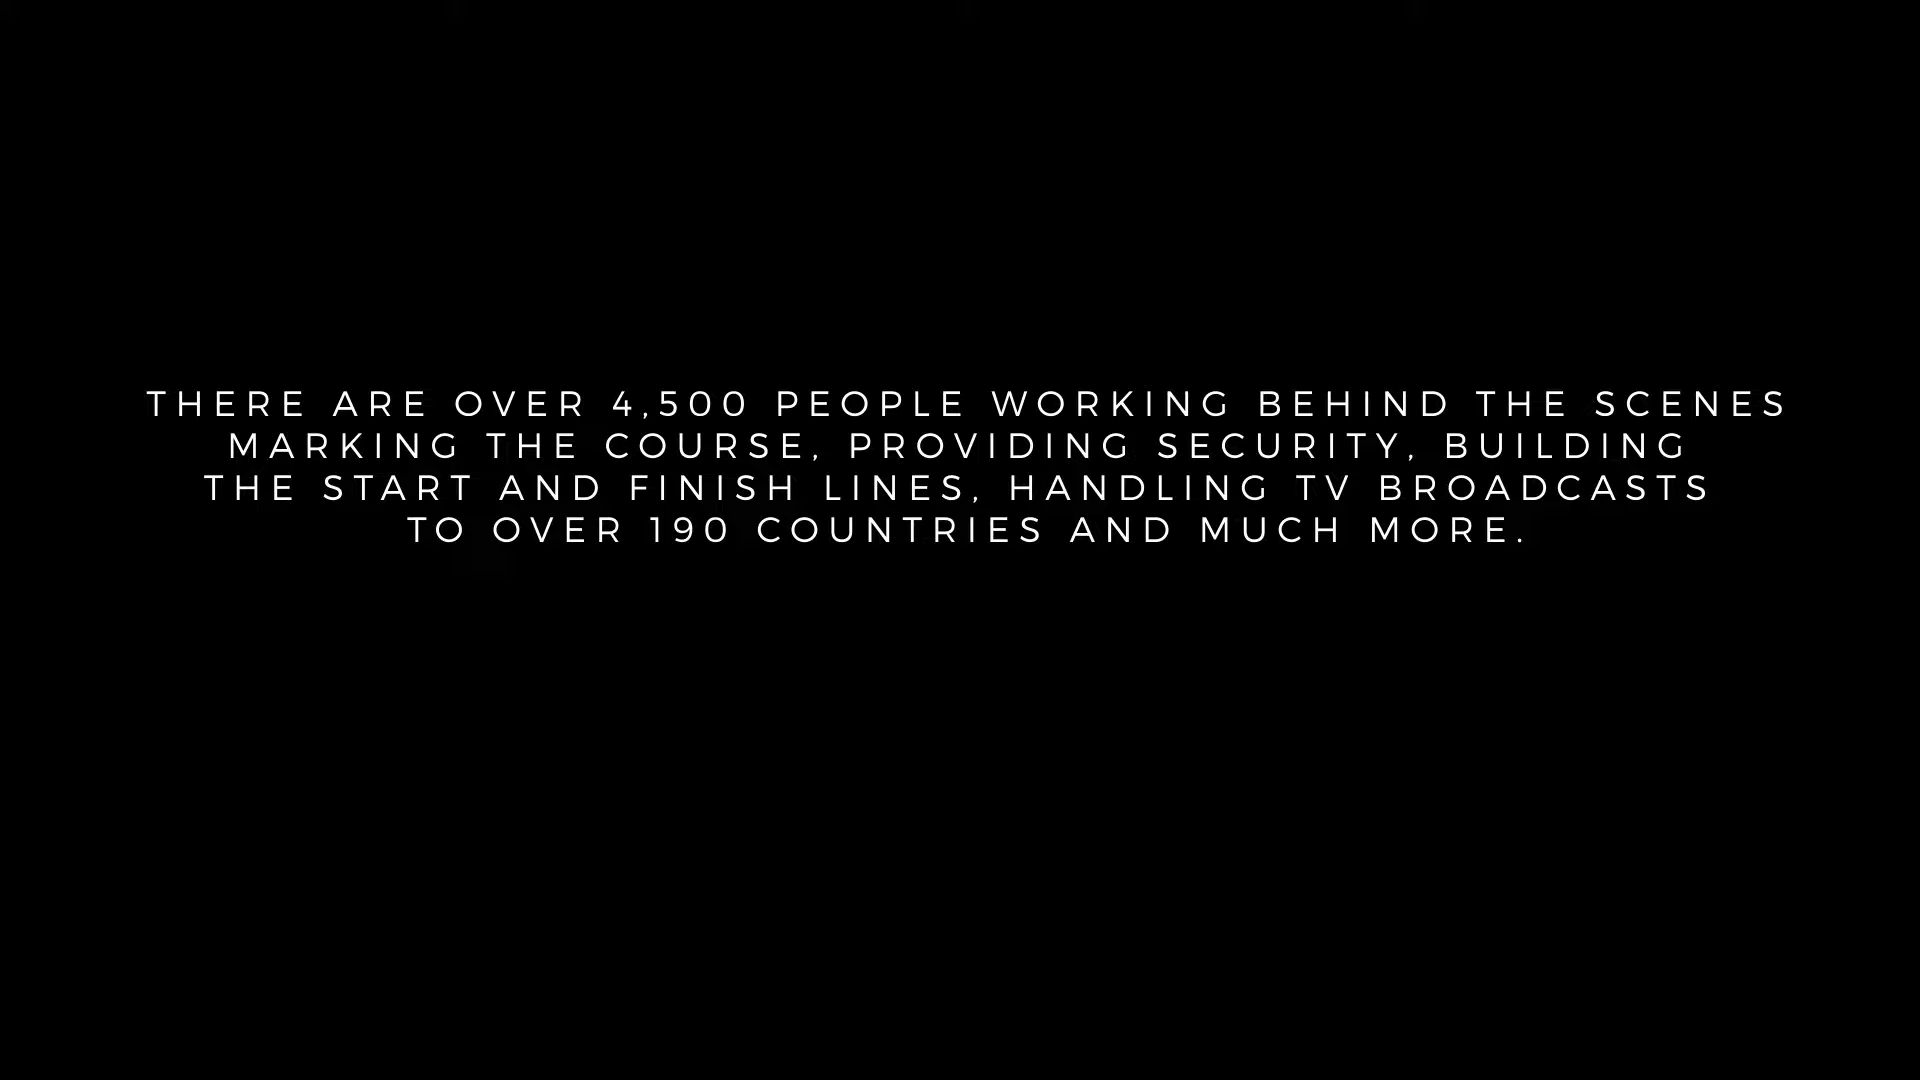 THERE ARE OVER 4,500 PEOPLE WORKING BEHIND THE SCENES
MARKING THE COURSE, PROVIDING SECURITY, BUILDING
THE START AND FINISH LINES, HANDLING TV BROADCASTS
TO OVER 190 COUNTRIES AND MUCH MORE.